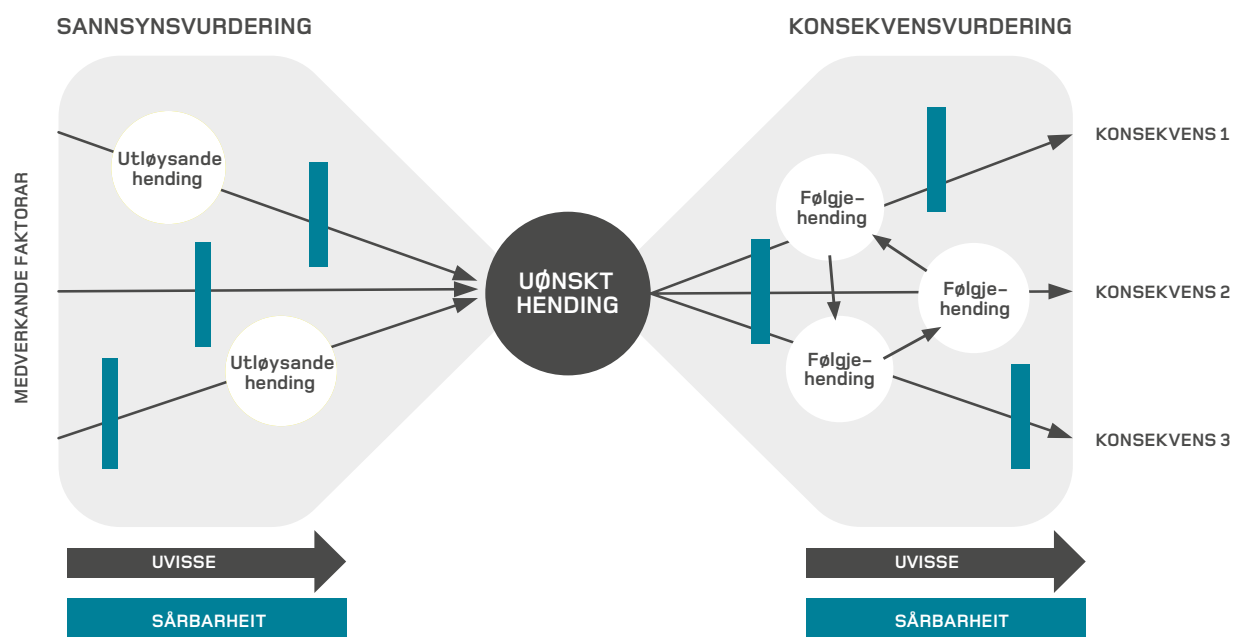 SANNSYNSVURDERING
KONSEKVENSVURDERING
MEDVERKANDE FAKTORAR
Utløysande
hending
Utløysande
hending
UØNSKT
HENDING
Følgje-
hending
Følgje-
hending
Følgje-
hending
KONSEKVENS 1
KONSEKVENS 2
KONSEKVENS 3
UVISSE
SÅRBARHEIT
UVISSE
SÅRBARHEIT